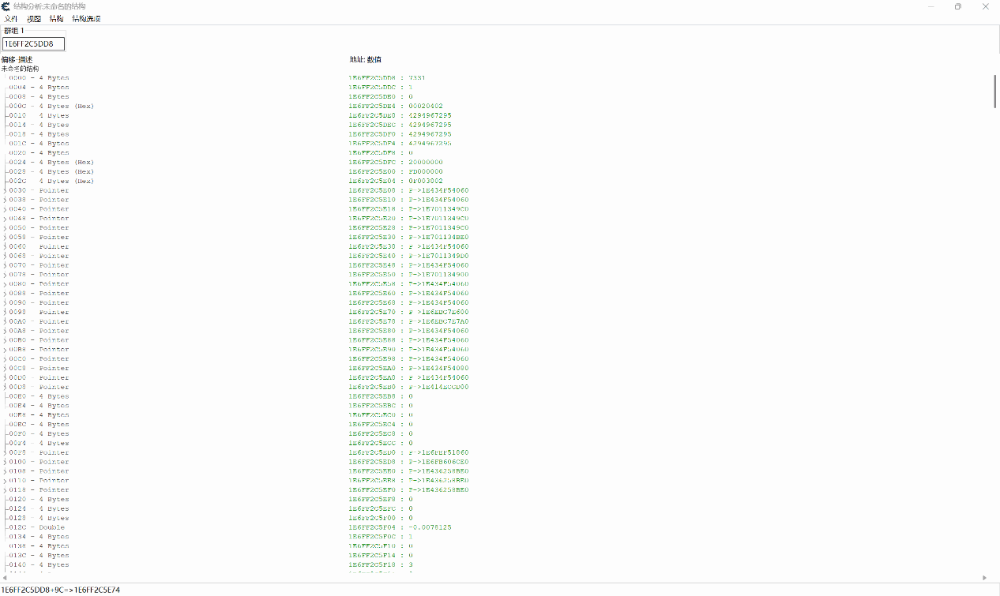 结构分析:未命名的结构
文件 视图 结构 结构选项
群组 1
1E6FF2C5DD8
偏移-描述 地址: 数值
未命名的结构
0000 - 4 Bytes 1E6FF2C5DD8 : 7331
0004 - 4 Bytes 1E6FF2C5DDC : 1
0008 - 4 Bytes 1E6FF2C5DE0 : 0
000C - 4 Bytes (Hex) 1E6FF2C5DE4 : 00020402
0010 - 4 Bytes 1E6FF2C5DE8 : 4294967295
0014 - 4 Bytes 1E6FF2C5DEC : 4294967295
0018 - 4 Bytes 1E6FF2C5DF0 : 4294967295
001C - 4 Bytes 1E6FF2C5DF4 : 4294967295
0020 - 4 Bytes 1E6FF2C5DF8 : 0
0024 - 4 Bytes (Hex) 1E6FF2C5DFC : 20000000
0028 - 4 Bytes (Hex) 1E6FF2C5E00 : FD000000
002C - 4 Bytes (Hex) 1E6FF2C5E04 : 0F003002
0030 - Pointer 1E6FF2C5E08 : P->1E434F54060
0038 - Pointer 1E6FF2C5E10 : P->1E434F54060
0040 - Pointer 1E6FF2C5E18 : P->1E7011349C0
0048 - Pointer 1E6FF2C5E20 : P->1E7011349C0
0050 - Pointer 1E6FF2C5E28 : P->1E7011349C0
0058 - Pointer 1E6FF2C5E30 : P->1E701134BE0
0060 - Pointer 1E6FF2C5E38 : P->1E434F54060
0068 - Pointer 1E6FF2C5E40 : P->1E7011349D0
0070 - Pointer 1E6FF2C5E48 : P->1E434F54060
0078 - Pointer 1E6FF2C5E50 : P->1E701134900
0080 - Pointer 1E6FF2C5E58 : P->1E434F54060
0088 - Pointer 1E6FF2C5E60 : P->1E434F54060
0090 - Pointer 1E6FF2C5E68 : P->1E434F54060
0098 - Pointer 1E6FF2C5E70 : P->1E6EBC7E600
00A0 - Pointer 1E6FF2C5E78 : P->1E6EBC7E7A0
00A8 - Pointer 1E6FF2C5E80 : P->1E434F54060
00B0 - Pointer 1E6FF2C5E88 : P->1E434F54060
00B8 - Pointer 1E6FF2C5E90 : P->1E434F54060
00C0 - Pointer 1E6FF2C5E98 : P->1E434F54060
00C8 - Pointer 1E6FF2C5EA0 : P->1E434F54080
00D0 - Pointer 1E6FF2C5EA8 : P->1E434F54060
00D8 - Pointer 1E6FF2C5EB0 : P->1E414ECCD00
00E0 - 4 Bytes 1E6FF2C5EB8 : 0
00E4 - 4 Bytes 1E6FF2C5EBC : 0
00E8 - 4 Bytes 1E6FF2C5EC0 : 0
00EC - 4 Bytes 1E6FF2C5EC4 : 0
00F0 - 4 Bytes 1E6FF2C5EC8 : 0
00F4 - 4 Bytes 1E6FF2C5ECC : 0
00F8 - Pointer 1E6FF2C5ED0 : P->1E6FEF51860
0100 - Pointer 1E6FF2C5ED8 : P->1E6FB606CE0
0108 - Pointer 1E6FF2C5EE0 : P->1E436258BE0
0110 - Pointer 1E6FF2C5EE8 : P->1E436258BE0
0118 - Pointer 1E6FF2C5EF0 : P->1E436258BE0
0120 - 4 Bytes 1E6FF2C5EF8 : 0
0124 - 4 Bytes 1E6FF2C5EFC : 0
0128 - 4 Bytes 1E6FF2C5F00 : 0
012C - Double 1E6FF2C5F04 : -0.0078125
0134 - 4 Bytes 1E6FF2C5F0C : 1
0138 - 4 Bytes 1E6FF2C5F10 : 0
013C - 4 Bytes 1E6FF2C5F14 : 0
0140 - 4 Bytes 1E6FF2C5F18 : 3
1E6FF2C5DD8+9C=>1E6FF2C5E74